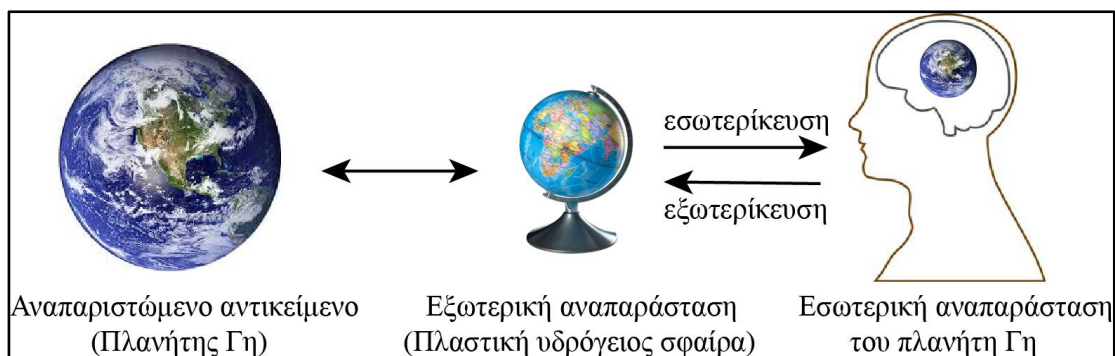 εσωτερίκευση
εξωτερίκευση
Αναπαριστώμενο αντικείμενο
(Πλανήτης Γη)
Εξωτερική αναπαράσταση
(Πλαστική υδρόγειος σφαίρα)
Εσωτερική αναπαράσταση
του πλανήτη Γη